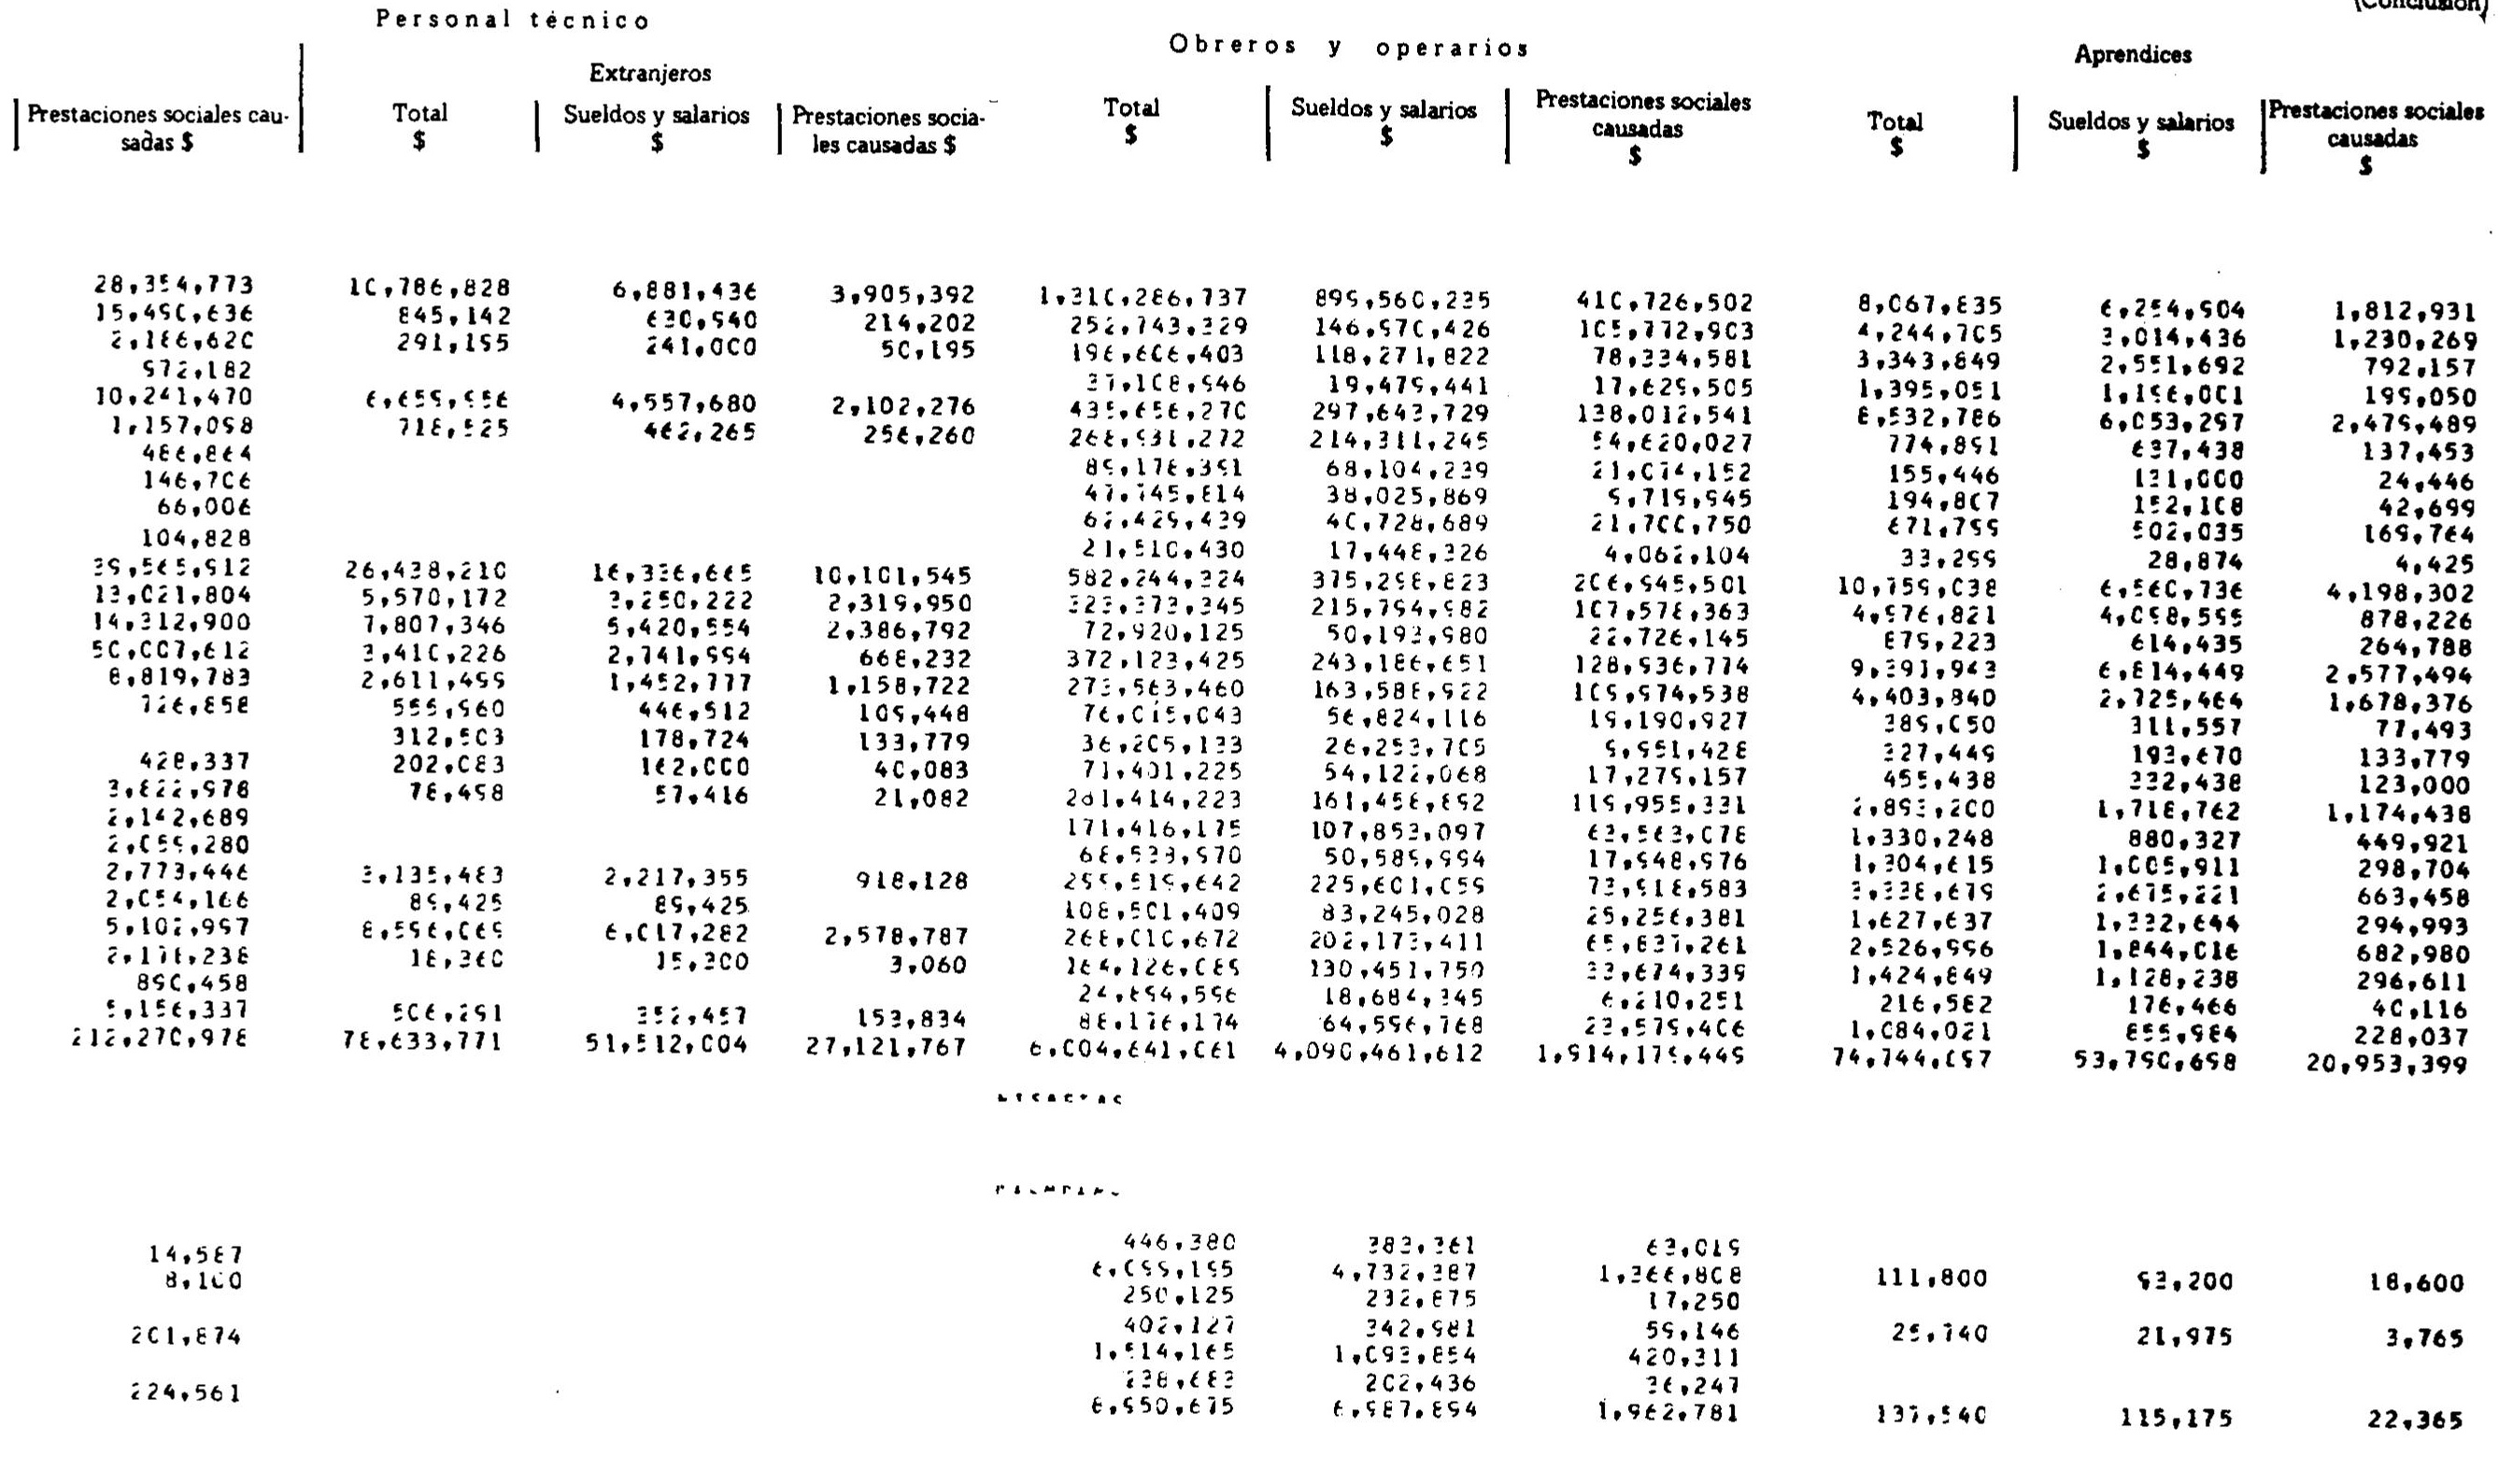 (Conclusión)
Personal técnico
Obreros y operarios
Aprendices
Extranjeros
Prestaciones sociales cau- sadas $ Total $ Sueldos y salarios $ Prestaciones socia- les causadas $ Total $ Sueldos y salarios $ Prestaciones sociales causadas $ Total $ Sueldos y salarios $ Prestaciones sociales causadas $
28,354,773 10,786,828 6,881,436 3,905,392 1,310,286,737 899,560,235 410,726,502 8,067,835 6,254,904 1,812,931
15,490,636 845,142 630,940 214,202 252,743,329 146,970,426 105,772,903 4,244,705 3,014,436 1,230,269
2,186,620 291,195 241,000 50,195 196,606,403 118,271,822 78,334,581 3,343,849 2,551,692 792,157
972,182 37,108,946 19,479,441 17,629,505 1,395,051 1,196,001 199,050
10,241,470 6,659,956 4,557,680 2,102,276 435,656,270 297,643,729 138,012,541 8,532,786 6,053,297 2,479,489
1,157,098 718,525 462,265 256,260 268,931,272 214,311,245 54,620,027 774,891 637,438 137,453
486,864 89,178,391 68,104,239 21,074,152 155,446 131,000 24,446
146,706 47,745,814 38,025,869 9,719,945 194,807 152,108 42,699
66,006 62,429,439 40,728,689 21,700,750 671,799 502,035 169,764
104,828 21,510,430 17,448,326 4,062,104 33,299 28,874 4,425
39,565,912 26,438,210 16,336,665 10,101,545 582,244,324 375,298,823 206,945,501 10,759,038 6,560,736 4,198,302
13,021,804 5,570,172 3,250,222 2,319,950 323,373,345 215,794,982 107,578,363 4,976,821 4,098,595 878,226
14,312,900 7,807,346 5,420,554 2,386,792 72,920,125 50,193,980 22,726,145 879,223 614,435 264,788
50,007,612 3,410,226 2,741,994 668,232 372,123,425 243,186,651 128,936,774 9,391,943 6,814,449 2,577,494
8,819,783 2,611,499 1,452,777 1,158,722 273,563,460 163,588,922 109,974,538 4,403,840 2,725,464 1,678,376
726,858 555,960 446,512 109,448 76,015,043 56,824,116 19,190,927 389,050 311,557 77,493
312,503 178,724 133,779 36,205,133 26,253,705 9,951,428 327,449 193,670 133,779
428,337 202,083 162,000 40,083 71,401,225 54,122,068 17,279,157 455,438 332,438 123,000
3,822,978 78,498 57,416 21,082 281,414,223 161,458,892 119,955,331 2,893,200 1,718,762 1,174,438
2,142,689 171,416,175 107,853,097 63,563,078 1,330,248 880,327 449,921
2,059,280 68,538,970 50,589,994 17,948,976 1,304,615 1,005,911 298,704
2,773,446 3,135,483 2,217,355 918,128 299,519,642 225,601,059 73,918,583 3,338,679 2,675,221 663,458
2,054,166 89,425 89,425 108,501,409 83,245,028 25,256,381 1,627,637 1,332,644 294,993
5,102,997 8,596,069 6,017,282 2,578,787 268,010,672 202,173,411 65,837,261 2,526,996 1,844,016 682,980
2,178,238 18,360 15,300 3,060 164,126,089 130,451,750 33,674,339 1,424,849 1,128,238 296,611
890,458 24,894,596 18,684,345 6,210,251 216,582 176,466 40,116
5,156,337 506,291 352,457 153,834 88,176,174 64,596,768 23,579,406 1,084,021 855,984 228,037
212,270,978 78,633,771 51,512,004 27,121,767 6,004,641,061 4,090,461,612 1,914,179,449 74,744,097 53,790,698 20,953,399
446,380 383,361 63,019
14,587 6,099,195 4,732,387 1,366,808 111,800 93,200 18,600
8,100 250,125 232,875 17,250
402,127 342,981 59,146 25,740 21,975 3,765
201,874 1,514,165 1,093,854 420,311
238,683 202,436 36,247
224,561 8,950,675 6,987,894 1,962,781 137,540 115,175 22,365